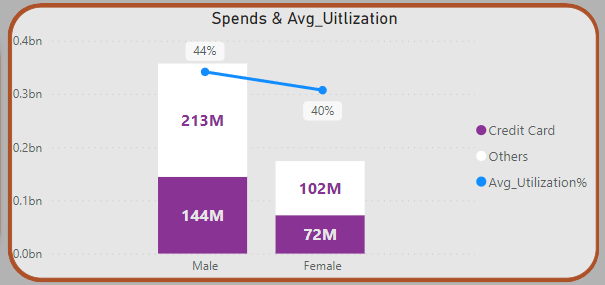 Spends & Avg_Uitlization
0.4bn
0.3bn
0.2bn
0.1bn
0.0bn
44%
40%
213M
144M
102M
72M
Male
Female
Credit Card
Others
Avg_Utilization%